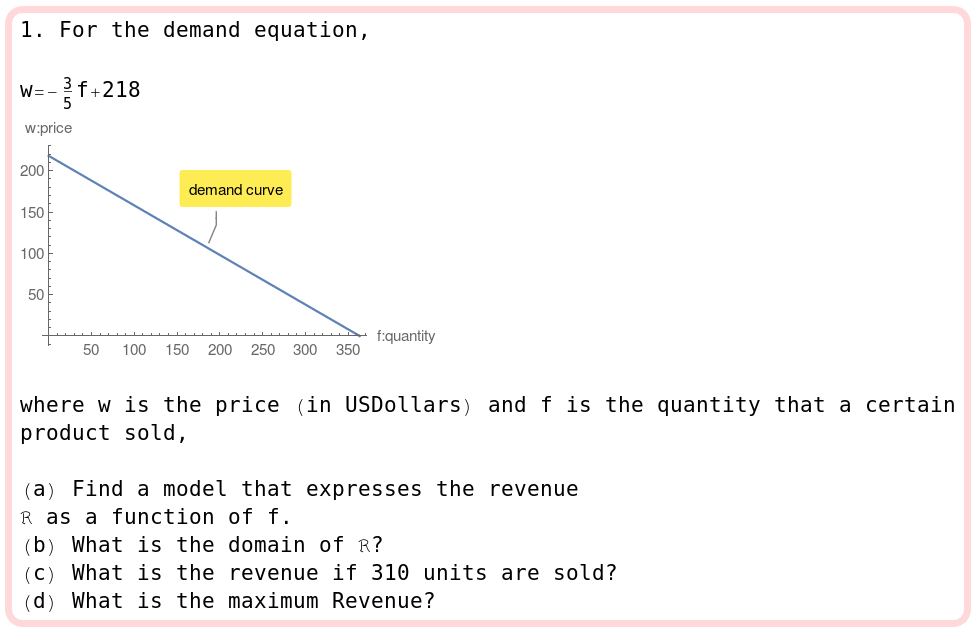 1. For the demand equation,
w=-3/5 f+218
w:price
200
150
100
50
demand curve
50 100 150 200 250 300 350
f:quantity
where w is the price (in USDollars) and f is the quantity that a certain
product sold,
(a) Find a model that expresses the revenue
ℛ as a function of f.
(b) What is the domain of ℛ?
(c) What is the revenue if 310 units are sold?
(d) What is the maximum Revenue?